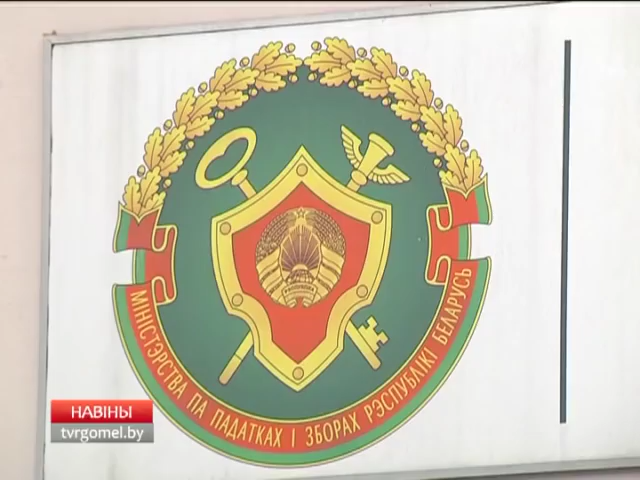 МІНІСТЭРСТВА ПА ПАДАТКАХ І ЗБОРАХ РЭСПУБЛІКІ БЕЛАРУСЬ
НАВІНЫ
tvrgomel.by